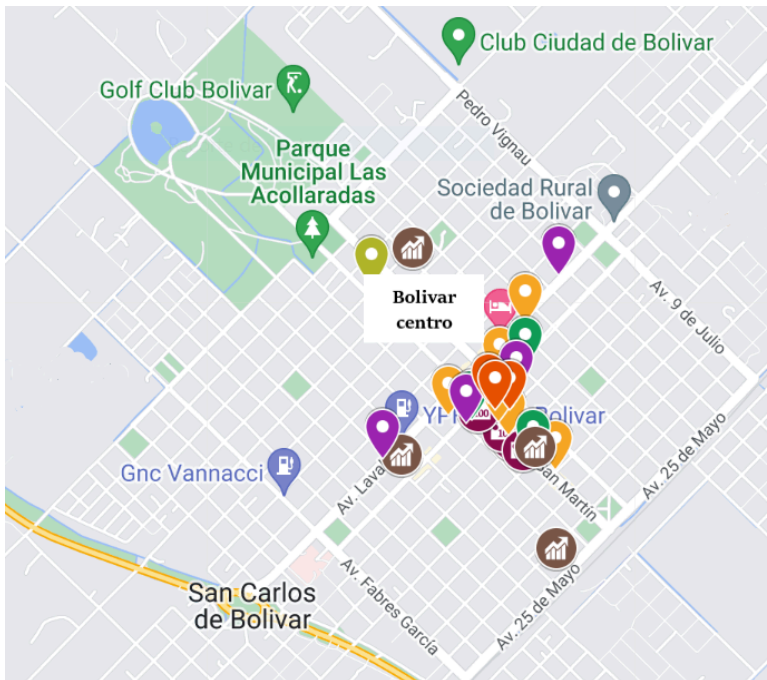 Club Ciudad de Bolivar
Golf Club Bolivar
Pedro Vignau
Parque
Municipal Las
Acollaradas
Sociedad Rural
de Bolivar
Bolivar
centro
Av. 9 de Julio
Bolivar
Av. 25 de Mayo
Gnc Vannacci
Av. Laval
San Martín
San Carlos
de Bolivar
Av. Fabres García
Av. 25 de Mayo